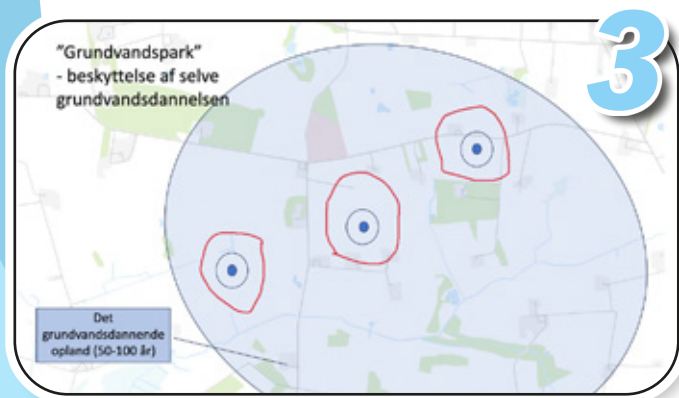 "Grundvandspark"
- beskyttelse af selve
grundvandsdannelsen
3
Det
grundvandsdannende
opland (50-100 år)